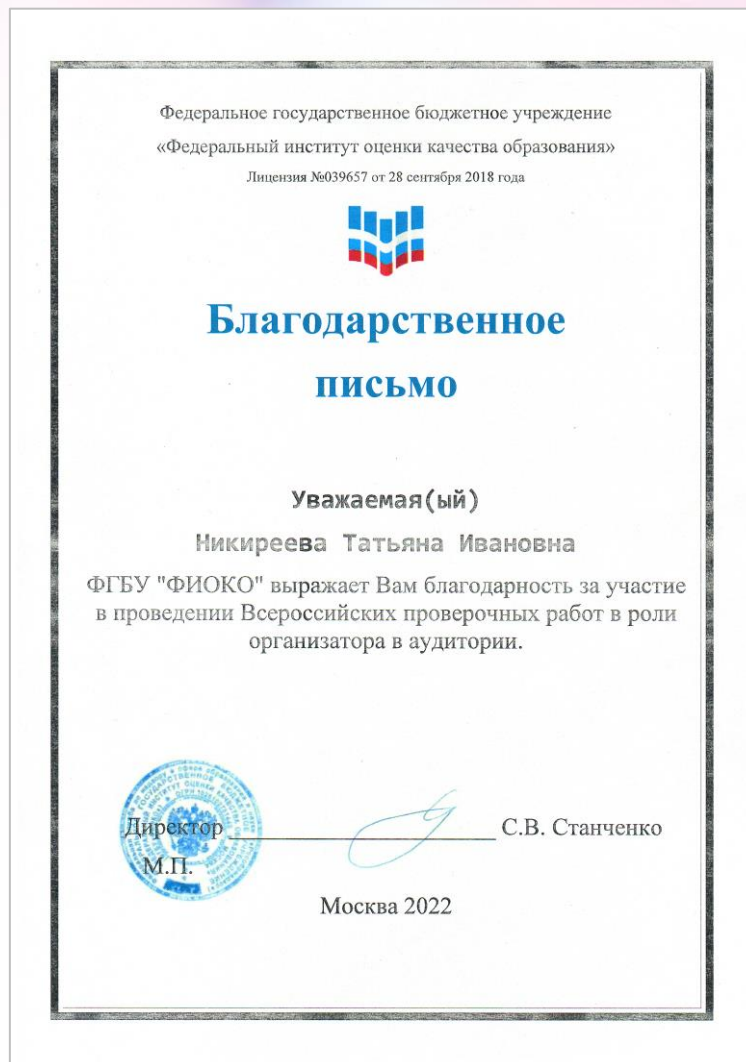 Федеральное государственное бюджетное учреждение
«Федеральный институт оценки качества образования»
Лицензия №039657 от 28 сентября 2018 года
Благодарственное
письмо
Уважаемая(ый)
Никиреева Татьяна Ивановна
ФГБУ "ФИОКО" выражает Вам благодарность за участие
в проведении Всероссийских проверочных работ в роли
организатора в аудитории.
Директор С.В. Станченко
М.П.
Москва 2022